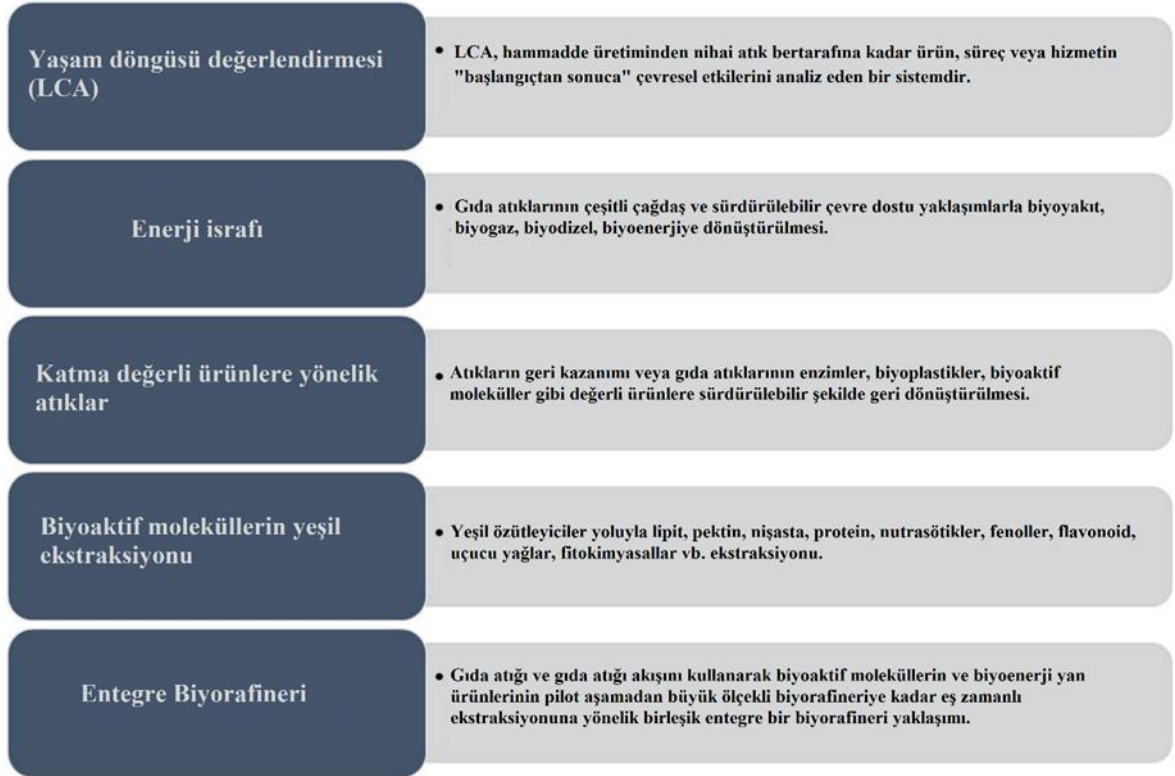 Yaşam döngüsü değerlendirmesi
(LCA)
• LCA, hammadde üretiminden nihai atık bertarafına kadar ürün, süreç veya hizmetin
"başlangıçtan sonuca" çevresel etkilerini analiz eden bir sistemdir.
Enerji israfı
• Gıda atıklarının çeşitli çağdaş ve sürdürülebilir çevre dostu yaklaşımlarla biyoyakıt,
biyogaz, biyodizel, biyoenerjiye dönüştürülmesi.
Katma değerli ürünlere yönelik
atıklar
• Atıkların geri kazanımı veya gıda atıklarının enzimler, biyoplastikler, biyoaktif
moleküller gibi değerli ürünlere sürdürülebilir şekilde geri dönüştürülmesi.
Biyoaktif moleküllerin yeşil
ekstraksiyonu
• Yeşil özütleyiciler yoluyla lipit, pektin, nişasta, protein, nutrasötikler, fenoller, flavonoid,
uçucu yağlar, fitokimyasallar vb. ekstraksiyonu.
Entegre Biyorafineri
• Gıda atığı ve gıda atığı akışını kullanarak biyoaktif moleküllerin ve biyoenerji yan
ürünlerinin pilot aşamadan büyük ölçekli biyorafineriye kadar eş zamanlı
ekstraksiyonuna yönelik birleşik entegre bir biyorafineri yaklaşımı.